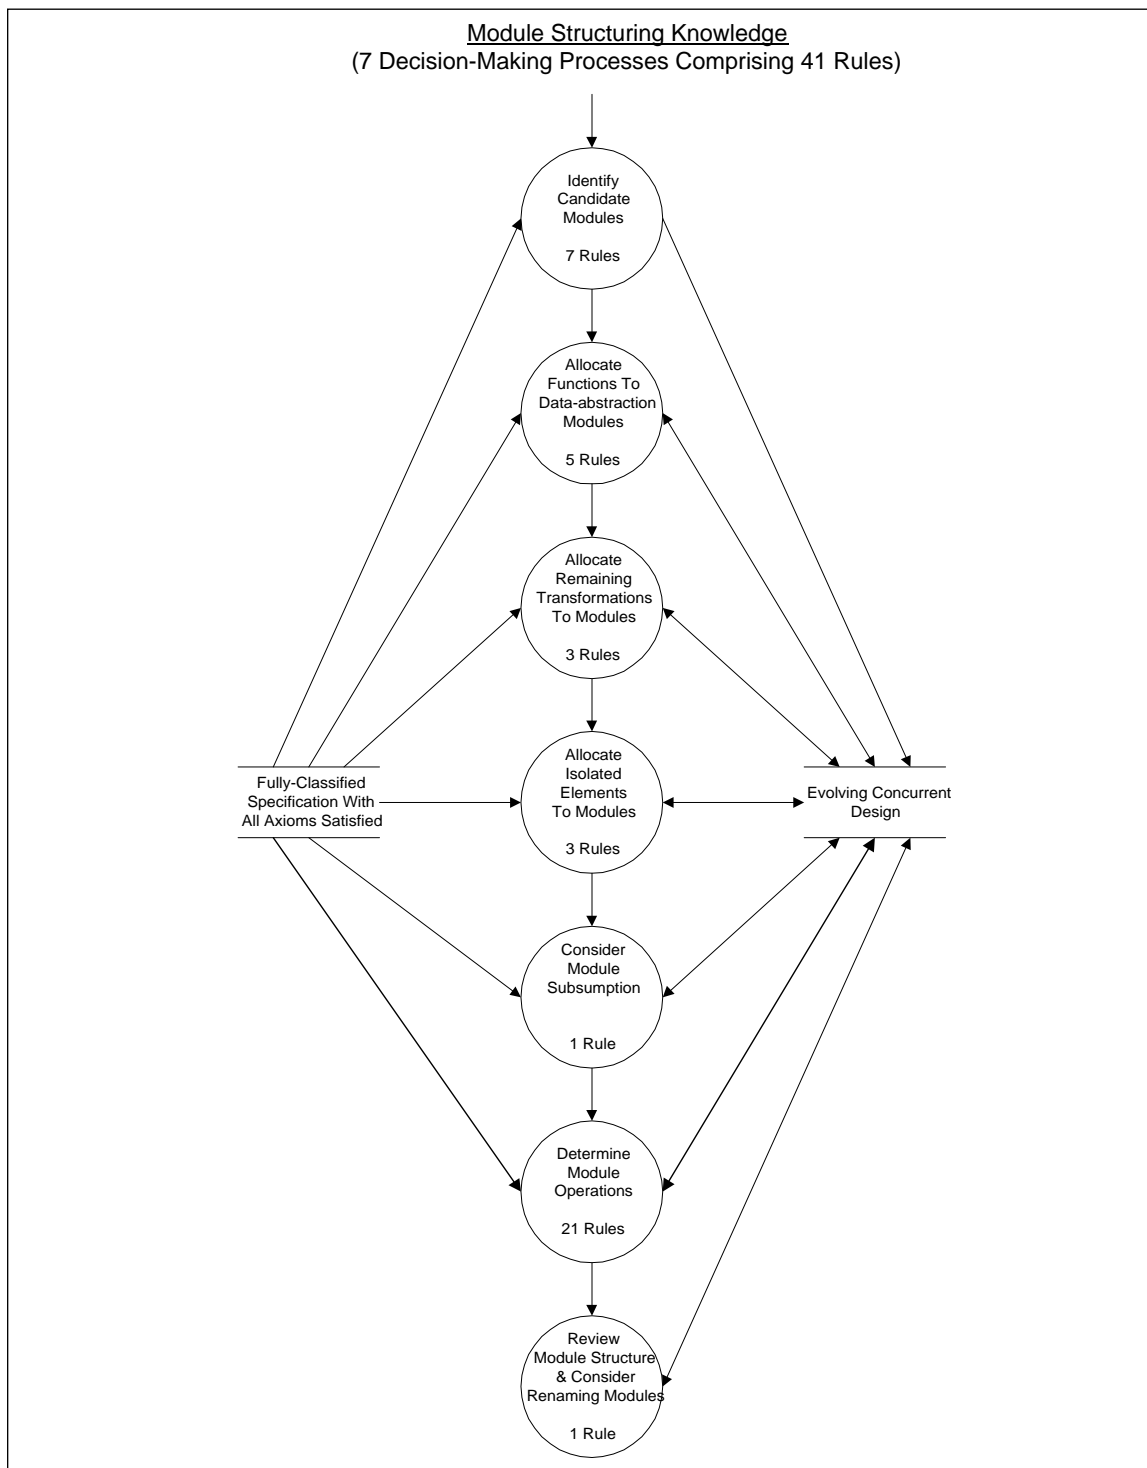 Module Structuring Knowledge
(7 Decision-Making Processes Comprising 41 Rules)
Identify
Candidate
Modules
7 Rules
Allocate
Functions To
Data-abstraction
Modules
5 Rules
Allocate
Remaining
Transformations
To Modules
3 Rules
Fully-Classified
Specification With
All Axioms Satisfied
Allocate
Isolated
Elements
To Modules
3 Rules
Evolving Concurrent
Design
Consider
Module
Subsumption
1 Rule
Determine
Module
Operations
21 Rules
Review
Module Structure
& Consider
Renaming Modules
1 Rule